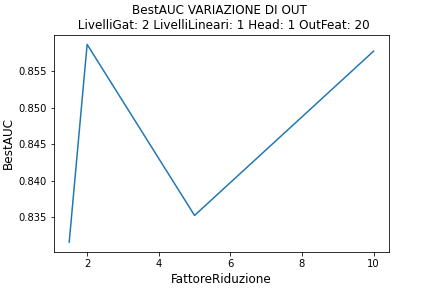 BestAUC VARIAZIONE DI OUT
LivelliGat: 2 LivelliLineari: 1 Head: 1 OutFeat: 20
0.855
0.850
0.845
0.840
0.835
BestAUC
2 4 6 8 10
FattoreRiduzione